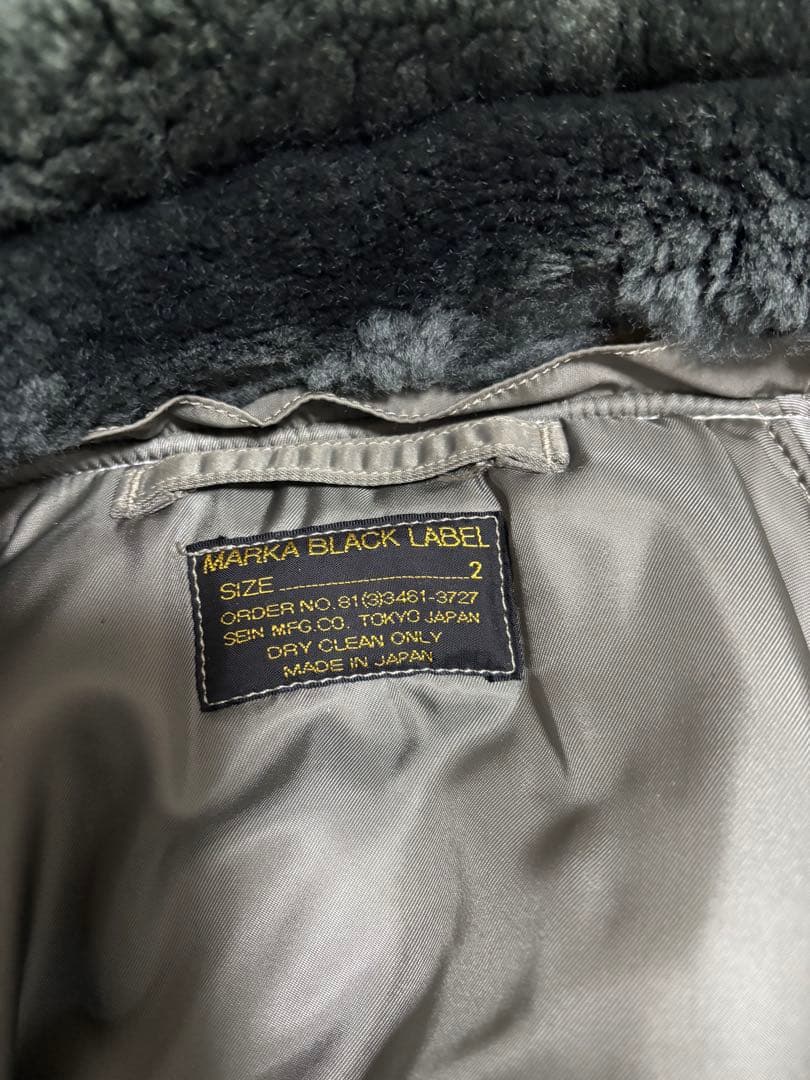 MARKA BLACK LABEL
SIZE 2
ORDER NO. 81(3)3461-3727
SEIN MFG.CO. TOKYO JAPAN
DRY CLEAN ONLY
MADE IN JAPAN